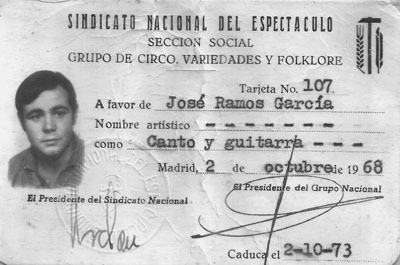 SINDICATO NACIONAL DEL ESPECTACULO
SECCION SOCIAL
GRUPO DE CIRCO, VARIEDADES Y FOLKLORE
Tarjeta No. 107
A favor de José Ramos García
Nombre artístico - - - - - - -
como Canto y guitarra - - -
Madrid, 2 de octubre de 1968
El Presidente del Sindicato Nacional
El Presidente del Grupo Nacional
Caduca el 2-10-73